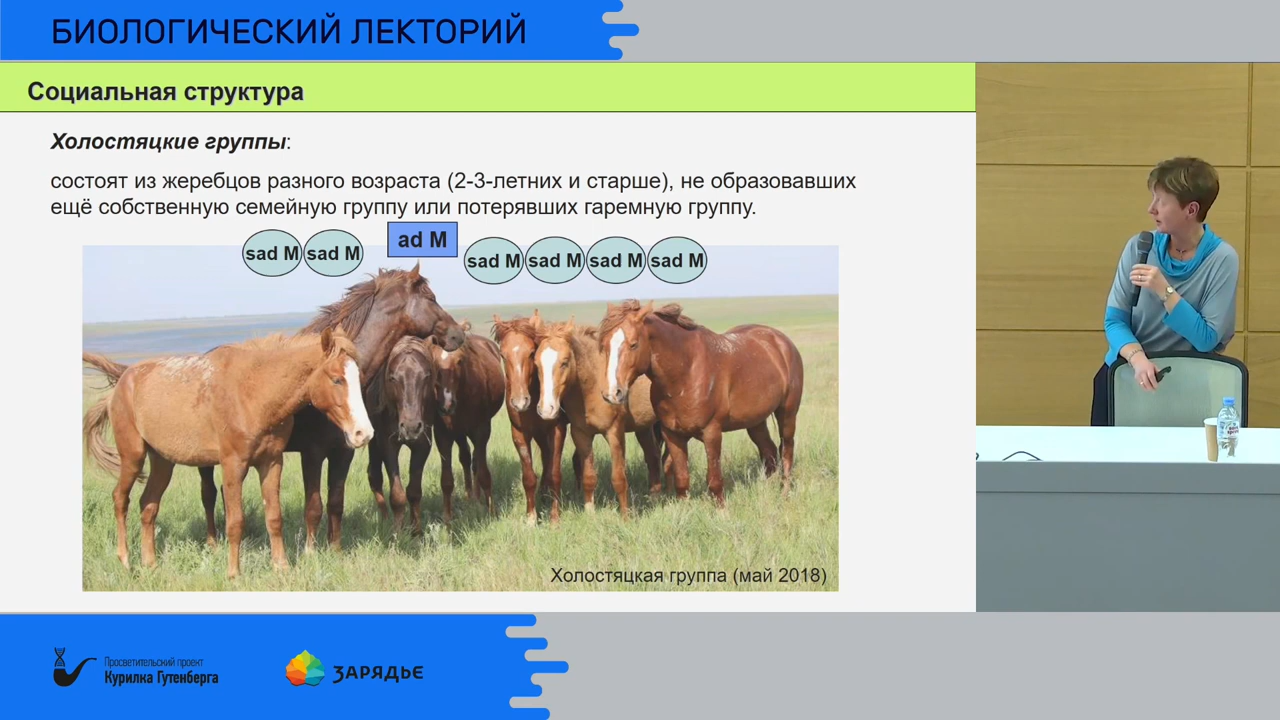 БИОЛОГИЧЕСКИЙ ЛЕКТОРИЙ
Социальная структура
Холостяцкие группы:
состоят из жеребцов разного возраста (2-3-летних и старше), не образовавших
ещё собственную семейную группу или потерявших гаремную группу.
ad M
sad M sad M
sad M sad M sad M sad M
Холостяцкая группа (май 2018)
Просветительский проект
Курилка Гутенберга
ЗАРЯДЬЕ